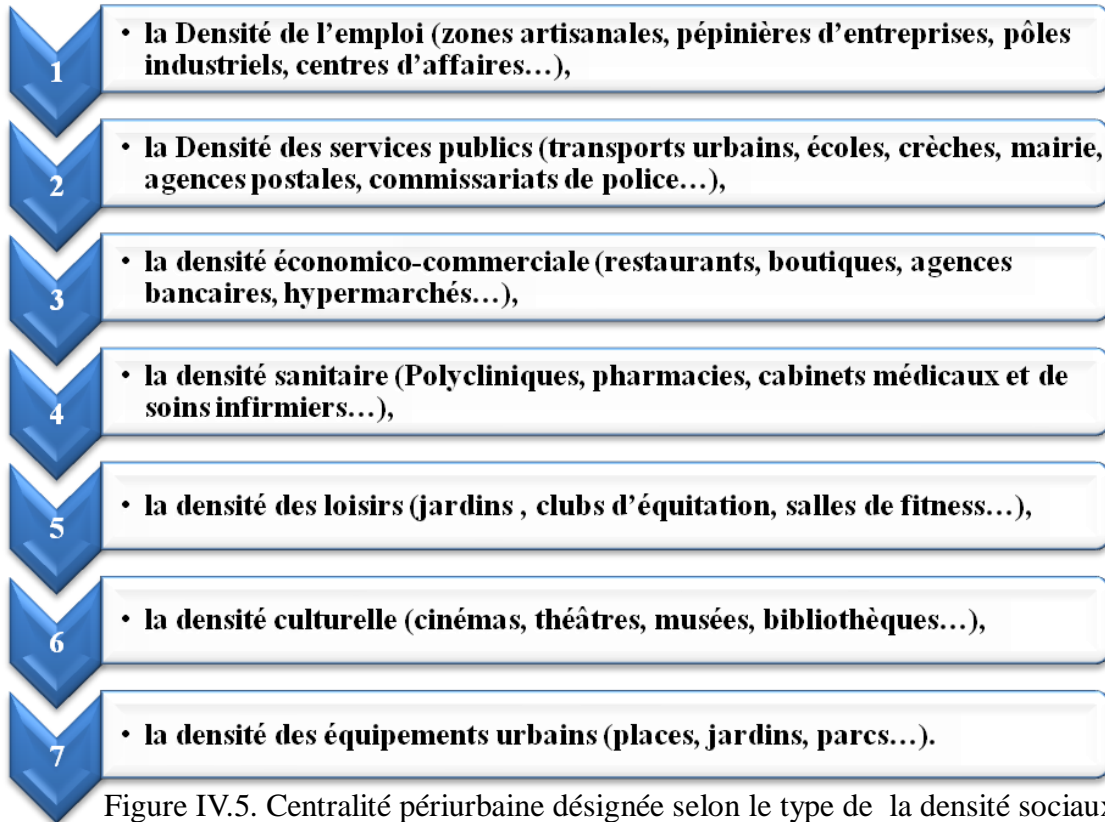 1
• la Densité de l’emploi (zones artisanales, pépinières d’entreprises, pôles
industriels, centres d’affaires…),
2
• la Densité des services publics (transports urbains, écoles, crèches, mairie,
agences postales, commissariats de police…),
3
• la densité économico-commerciale (restaurants, boutiques, agences
bancaires, hypermarchés…),
4
• la densité sanitaire (Polycliniques, pharmacies, cabinets médicaux et de
soins infirmiers…),
5
• la densité des loisirs (jardins , clubs d’équitation, salles de fitness…),
6
• la densité culturelle (cinémas, théâtres, musées, bibliothèques…),
7
• la densité des équipements urbains (places, jardins, parcs…).
Figure IV.5. Centralité périurbaine désignée selon le type de la densité sociaux